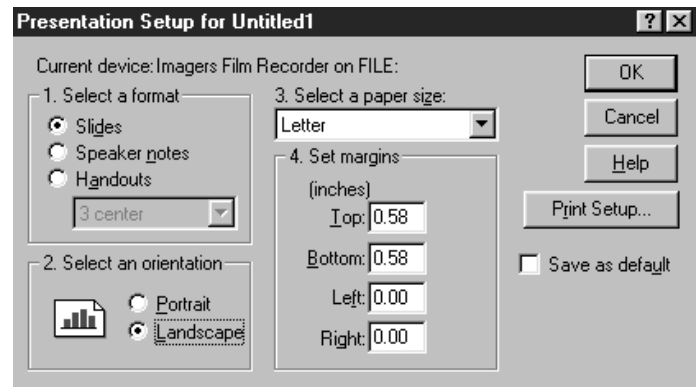 Presentation Setup for Untitled1
Current device: Imagers Film Recorder on FILE:
1. Select a format
Slides
Speaker notes
Handouts
3 center
2. Select an orientation
Portrait
Landscape
3. Select a paper size:
Letter
4. Set margins
(inches)
Top: 0.58
Bottom: 0.58
Left: 0.00
Right: 0.00
OK
Cancel
Help
Print Setup...
Save as default